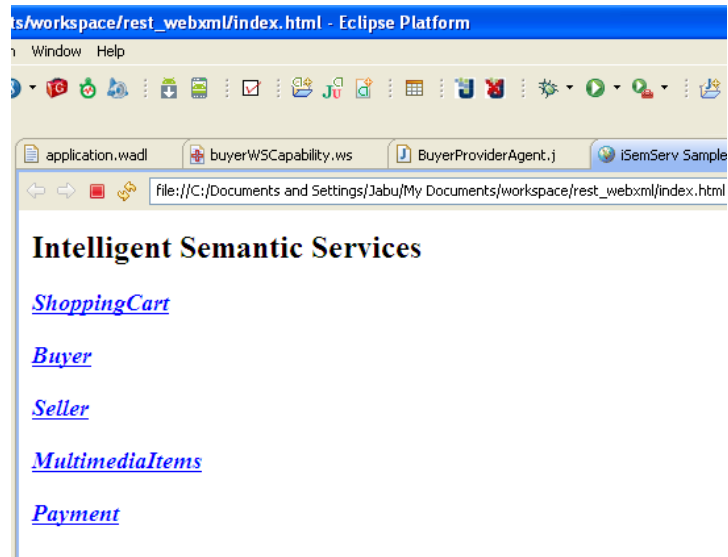 ts/workspace/rest_webxml/index.html - Eclipse Platform
Window Help
application.wadl buyerWSCapability.ws BuyerProviderAgent.j iSemServ Sample
file://C:/Documents and Settings/Jabu/My Documents/workspace/rest_webxml/index.html
Intelligent Semantic Services
ShoppingCart
Buyer
Seller
MultimediaItems
Payment